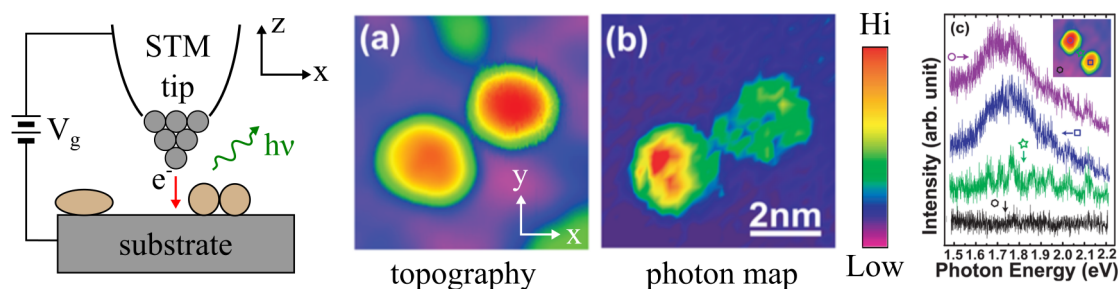 STM
tip
z
x
V_g
hν
e⁻
substrate
(a)
y
x
topography
(b)
2nm
photon map
Hi
Low
(c)
Intensity (arb. unit)
1.5 1.6 1.7 1.8 1.9 2.0 2.1 2.2
Photon Energy (eV)